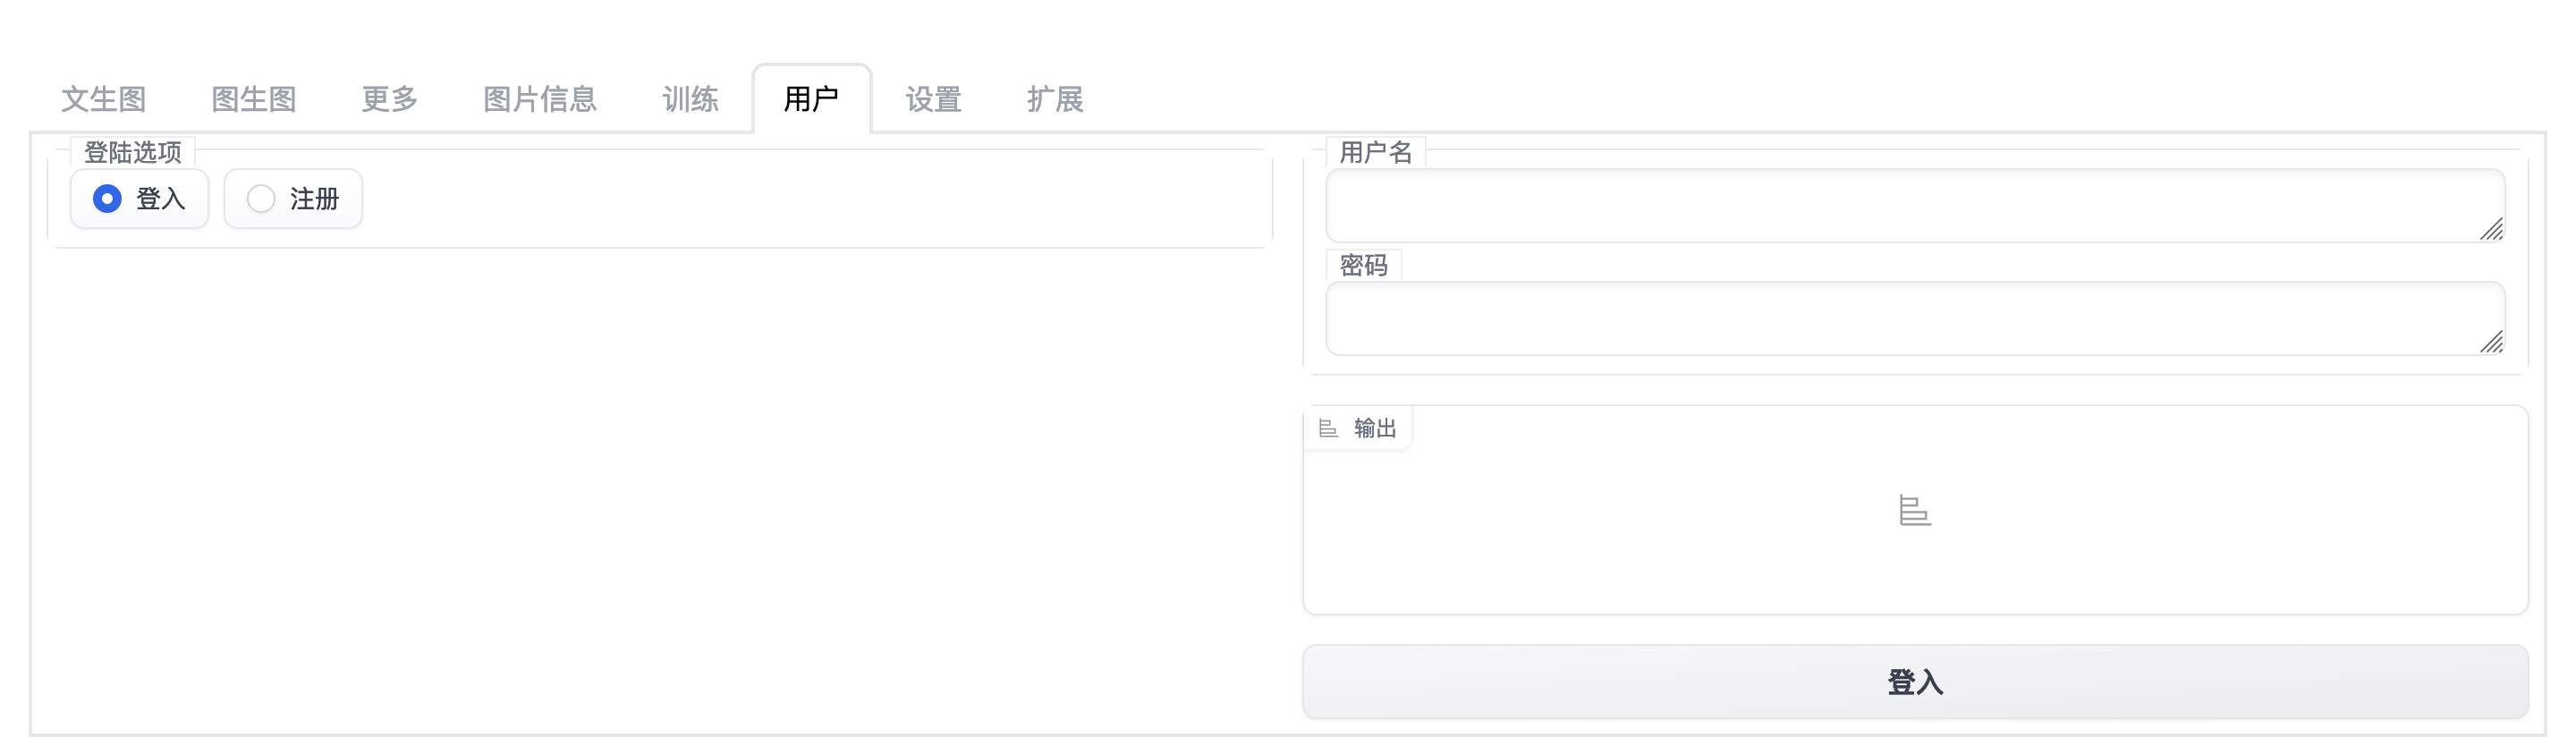 文生图 图生图 更多 图片信息 训练 用户 设置 扩展
登陆选项
登入 注册
用户名
密码
输出
登入